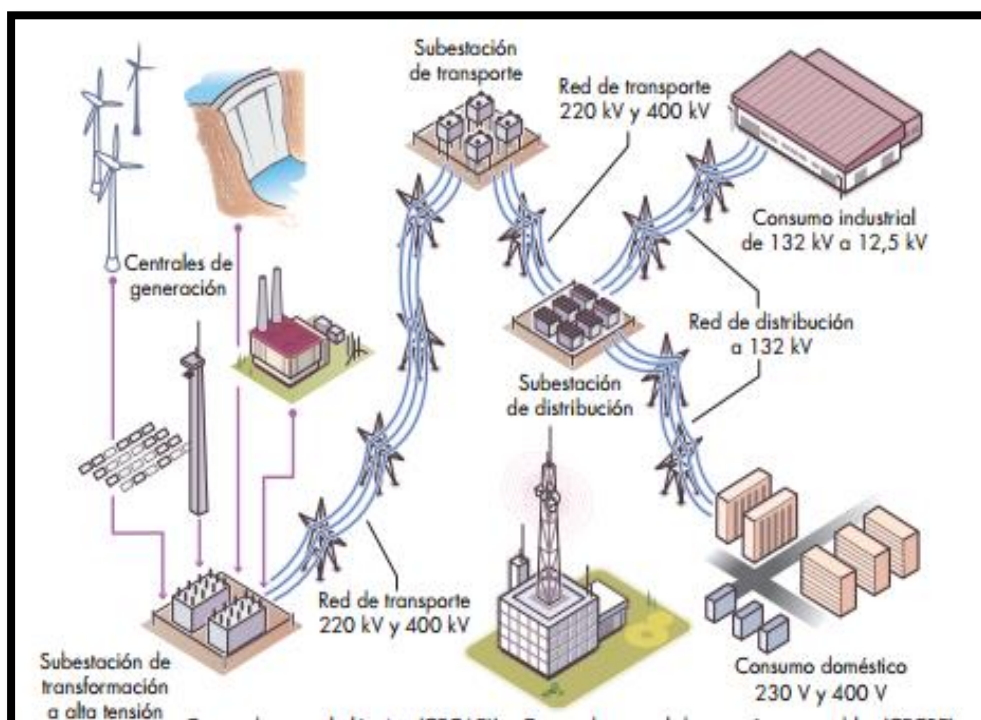 Subestación
de transporte
Red de transporte
220 kV y 400 kV
Consumo industrial
de 132 kV a 12,5 kV
Centrales de
generación
Red de distribución
a 132 kV
Subestación
de distribución
Red de transporte
220 kV y 400 kV
Consumo doméstico
230 V y 400 V
Subestación de
transformación
a alta tensión